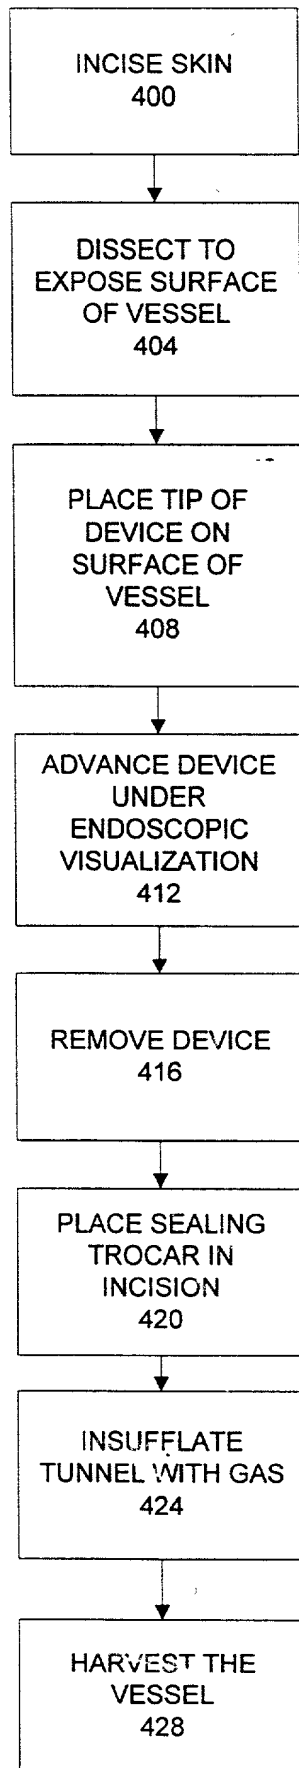 INCISE SKIN
400
DISSECT TO
EXPOSE SURFACE
OF VESSEL
404
PLACE TIP OF
DEVICE ON
SURFACE OF
VESSEL
408
ADVANCE DEVICE
UNDER
ENDOSCOPIC
VISUALIZATION
412
REMOVE DEVICE
416
PLACE SEALING
TROCAR IN
INCISION
420
INSUFFLATE
TUNNEL WITH GAS
424
HARVEST THE
VESSEL
428